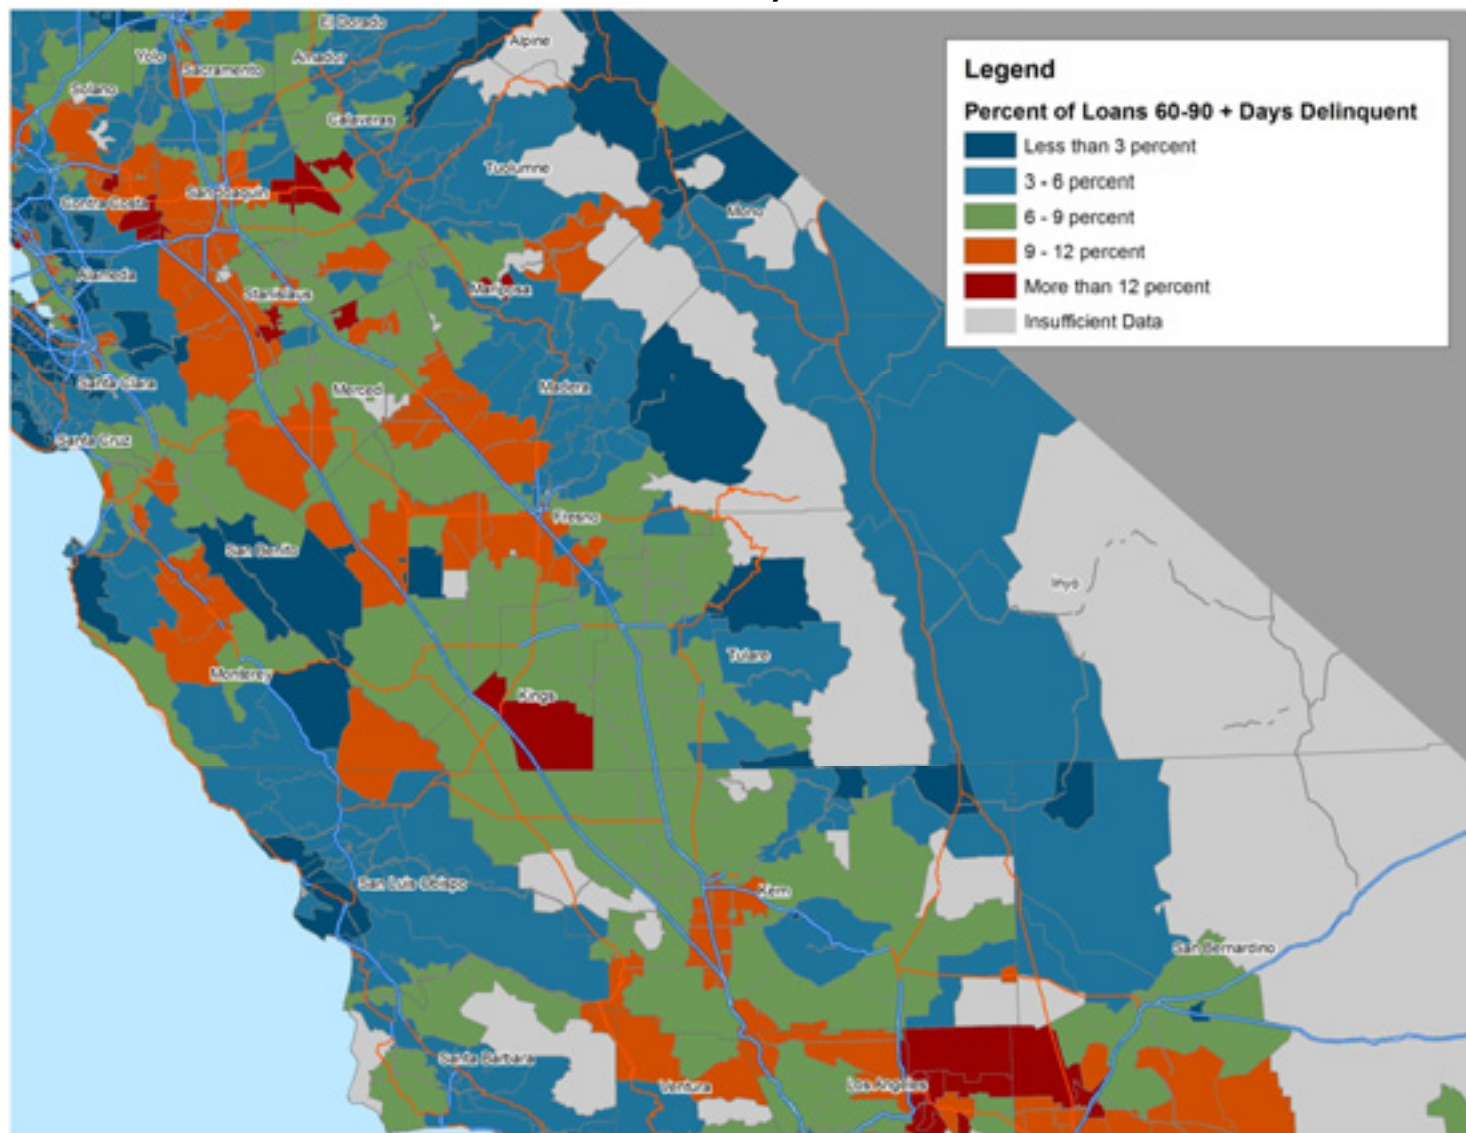 El Dorado
Alpine
Yolo
Sacramento
Amador
Solano
Calaveras
Tuolumne
San Joaquin
Contra Costa
Mono
Alameda
Stanislaus
Mariposa
Santa Clara
Merced
Madera
Santa Cruz
Fresno
San Benito
Inyo
Tulare
Monterey
Kings
San Luis Obispo
Kern
San Bernardino
Santa Barbara
Ventura
Los Angeles
Legend
Percent of Loans 60-90 + Days Delinquent
Less than 3 percent
3 - 6 percent
6 - 9 percent
9 - 12 percent
More than 12 percent
Insufficient Data